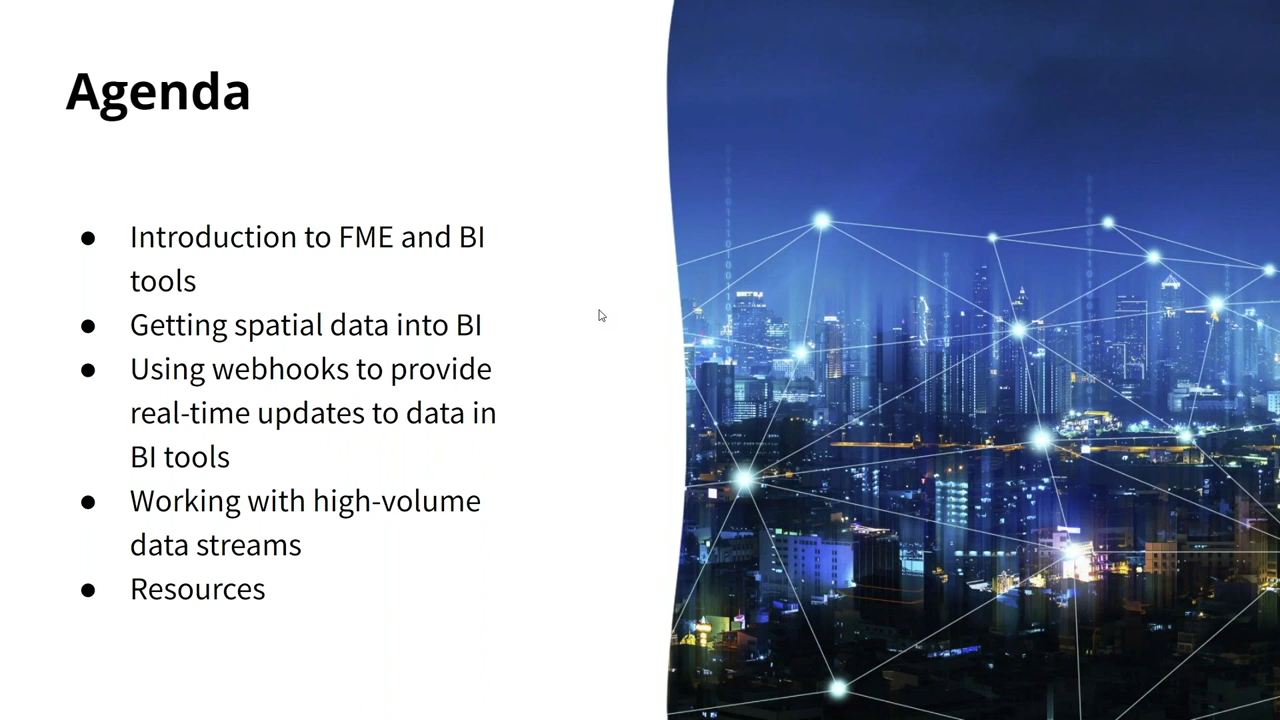 Agenda
● Introduction to FME and BI
tools
● Getting spatial data into BI
● Using webhooks to provide
real-time updates to data in
BI tools
● Working with high-volume
data streams
● Resources